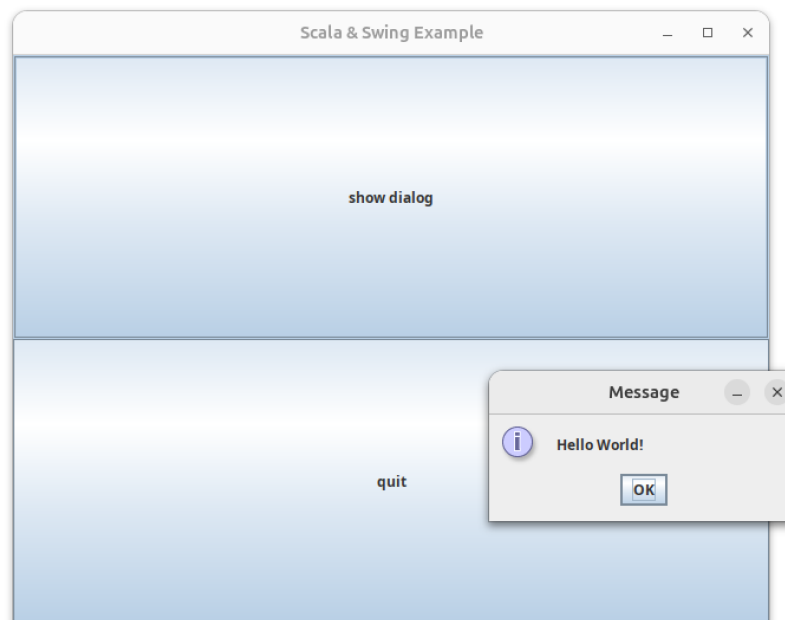 Scala & Swing Example
show dialog
quit
Message
i
Hello World!
OK